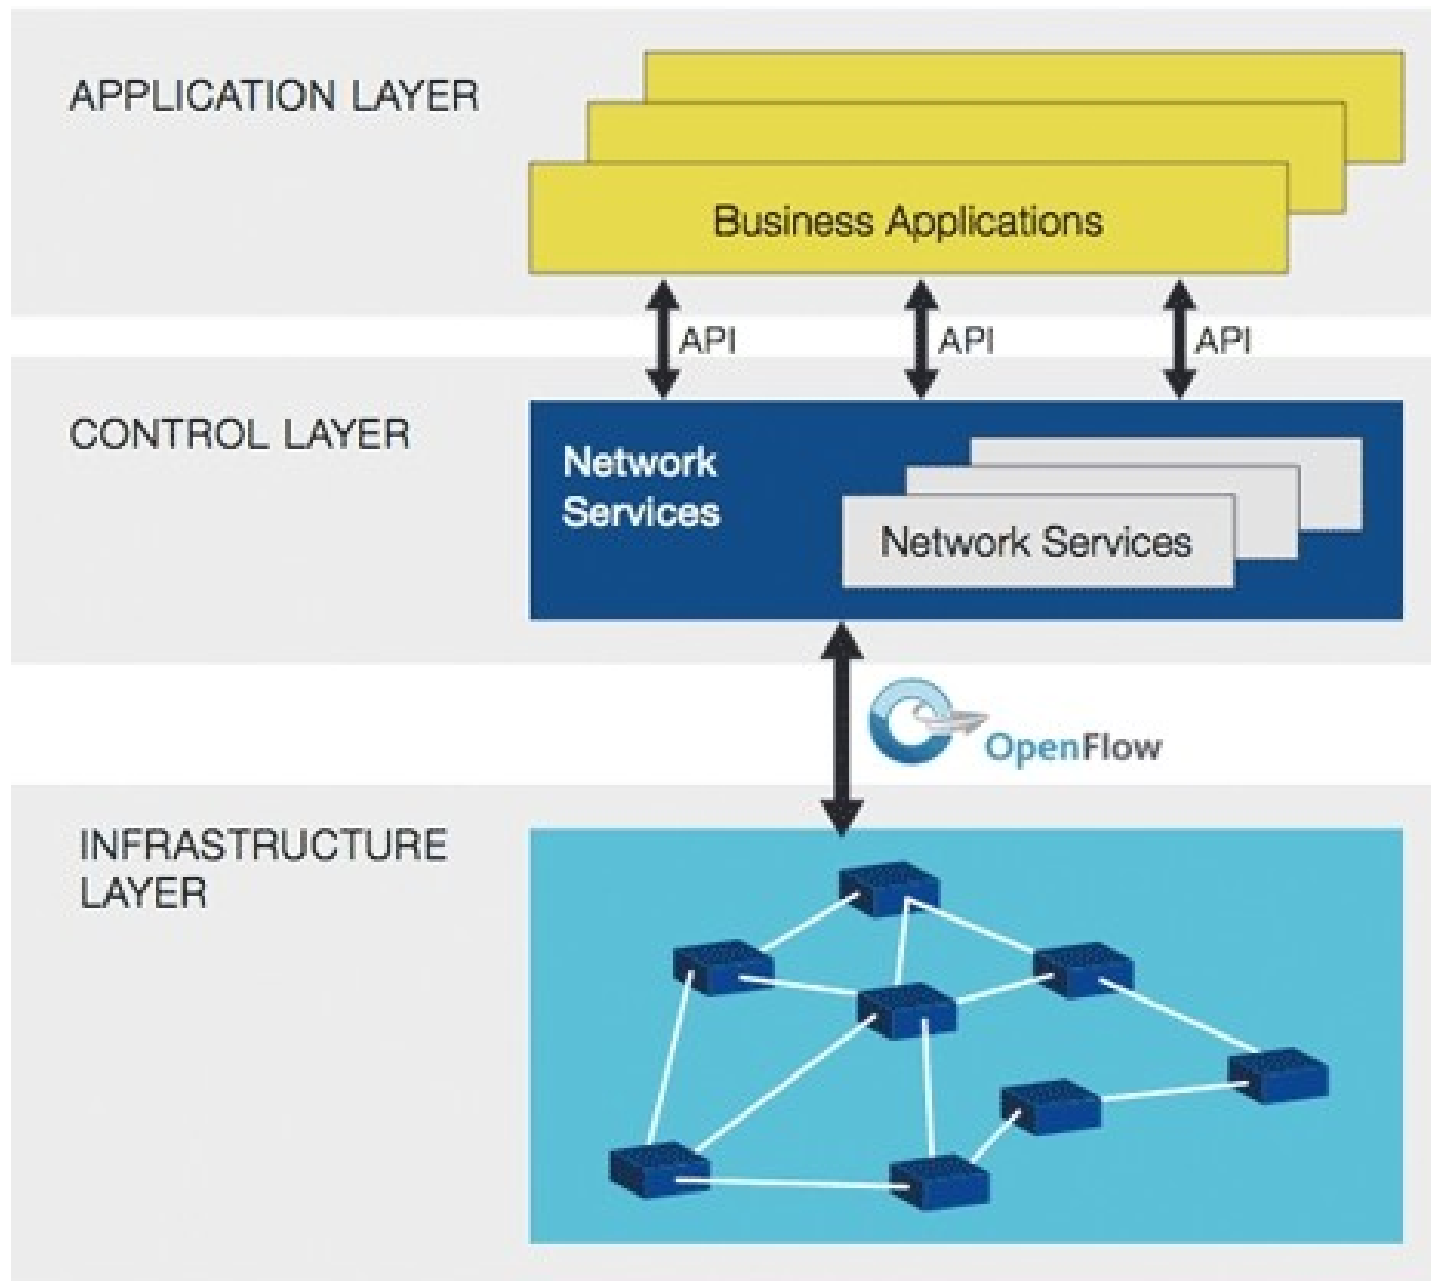 APPLICATION LAYER
Business Applications
API
API
API
CONTROL LAYER
Network
Services
Network Services
OpenFlow
INFRASTRUCTURE
LAYER